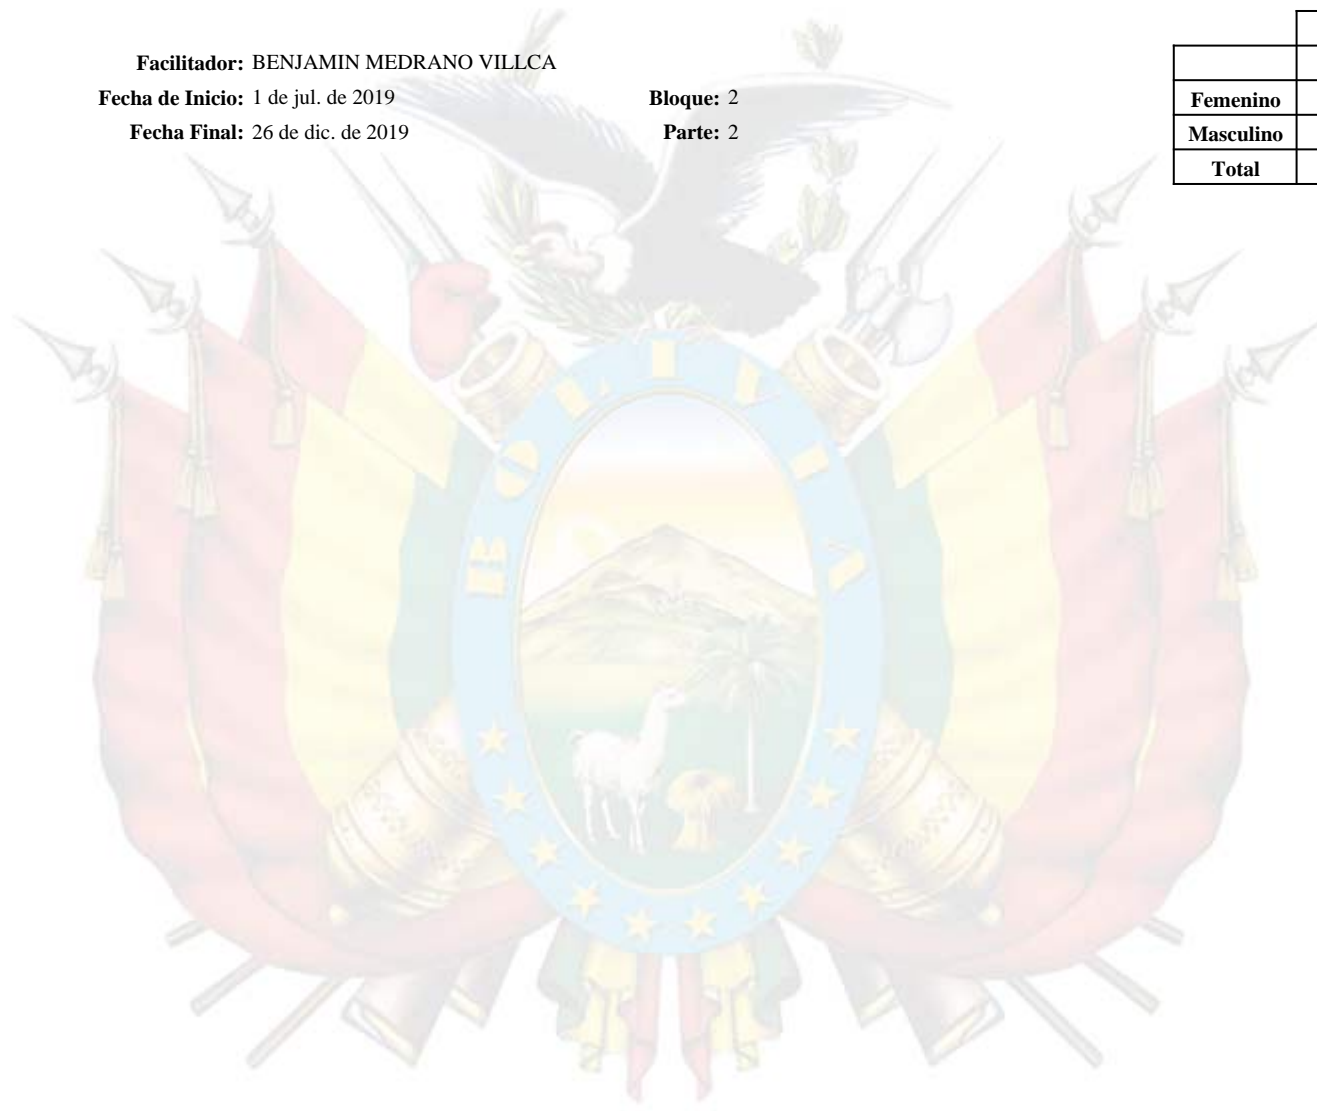 Facilitador: BENJAMIN MEDRANO VILLCA
Fecha de Inicio: 1 de jul. de 2019 Bloque: 2
Fecha Final: 26 de dic. de 2019 Parte: 2
Femenino
Masculino
Total
BOLIVIA